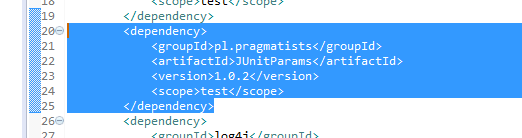 18 <scope>test</scope>
19 </dependency>
20 <dependency>
21 <groupId>pl.pragmatists</groupId>
22 <artifactId>JUnitParams</artifactId>
23 <version>1.0.2</version>
24 <scope>test</scope>
25 </dependency>
26 <dependency>
27 <groupId>log4j</groupId>